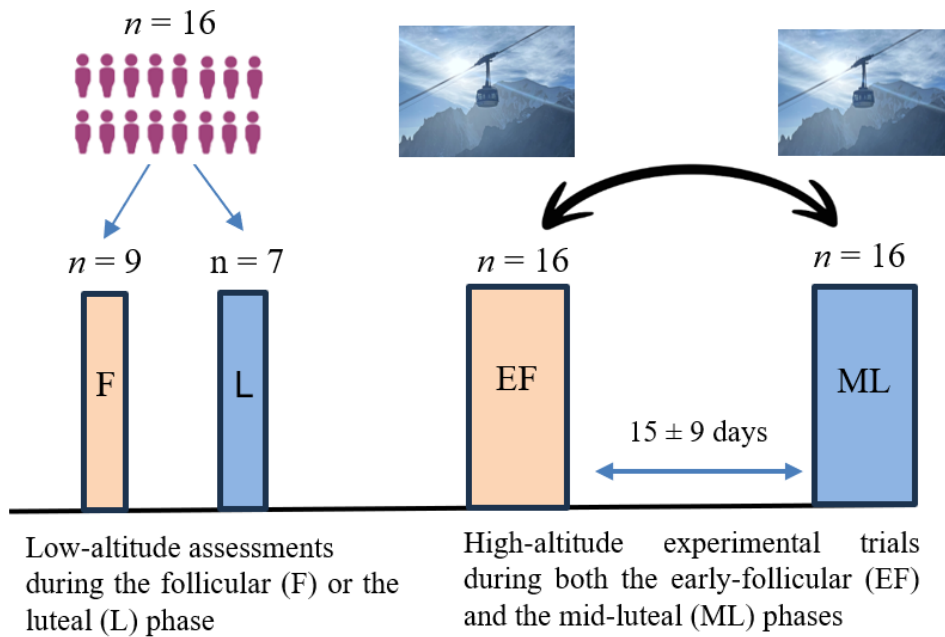 n = 16
n = 9
n = 7
n = 16
n = 16
F
L
EF
ML
15 ± 9 days
Low-altitude assessments
during the follicular (F) or the
luteal (L) phase
High-altitude experimental trials
during both the early-follicular (EF)
and the mid-luteal (ML) phases